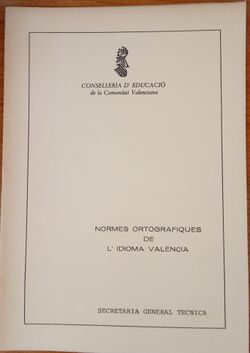 CONSELLERIA D' EDUCACIÓ
de la Comunitat Valenciana
NORMES ORTOGRAFIQUES
DE
L' IDIOMA VALENCIA
SECRETARIA GENERAL TECNICA